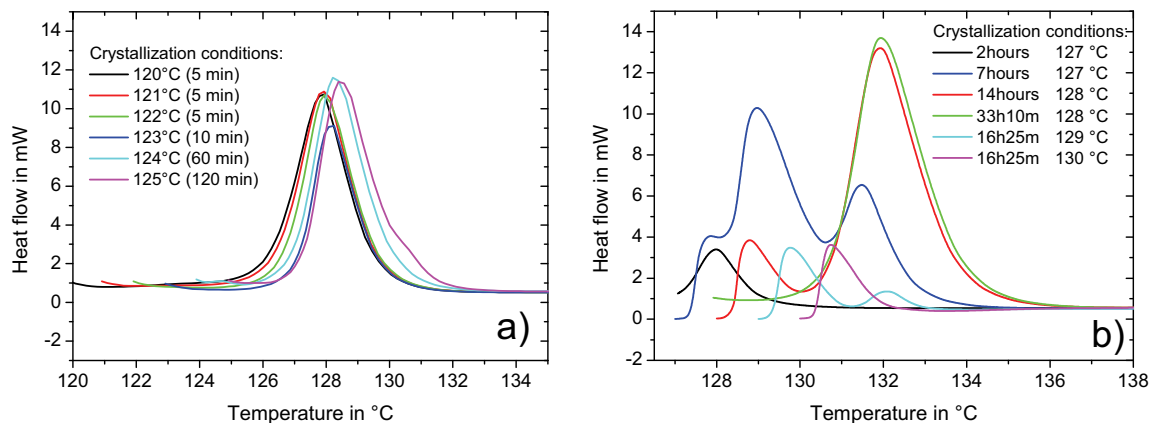 Crystallization conditions:
120°C (5 min)
121°C (5 min)
122°C (5 min)
123°C (10 min)
124°C (60 min)
125°C (120 min)
14
12
10
8
6
4
2
0
-2
Heat flow in mW
120 122 124 126 128 130 132 134
Temperature in °C
a)
Crystallization conditions:
2hours 127 °C
7hours 127 °C
14hours 128 °C
33h10m 128 °C
16h25m 129 °C
16h25m 130 °C
14
12
10
8
6
4
2
0
-2
Heat flow in mW
128 130 132 134 136 138
Temperature in °C
b)